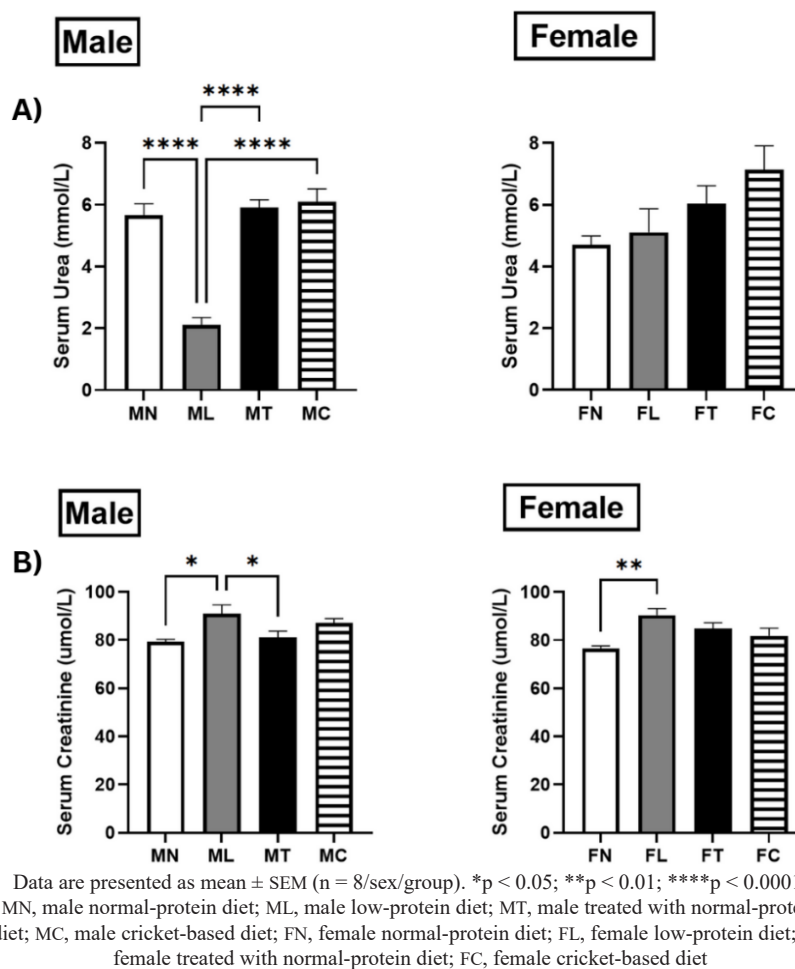 Male
Female
A)
****
**** ****
Serum Urea (mmol/L)
8
6
4
2
0
MN ML MT MC
Serum Urea (mmol/L)
8
6
4
2
0
FN FL FT FC
Male
Female
B)
* *
Serum Creatinine (umol/L)
100
80
60
40
20
0
MN ML MT MC
**
Serum Creatinine (umol/L)
100
80
60
40
20
0
FN FL FT FC
Data are presented as mean ± SEM (n = 8/sex/group). *p < 0.05; **p < 0.01; ****p < 0.0001
MN, male normal-protein diet; ML, male low-protein diet; MT, male treated with normal-prote
diet; MC, male cricket-based diet; FN, female normal-protein diet; FL, female low-protein diet;
female treated with normal-protein diet; FC, female cricket-based diet